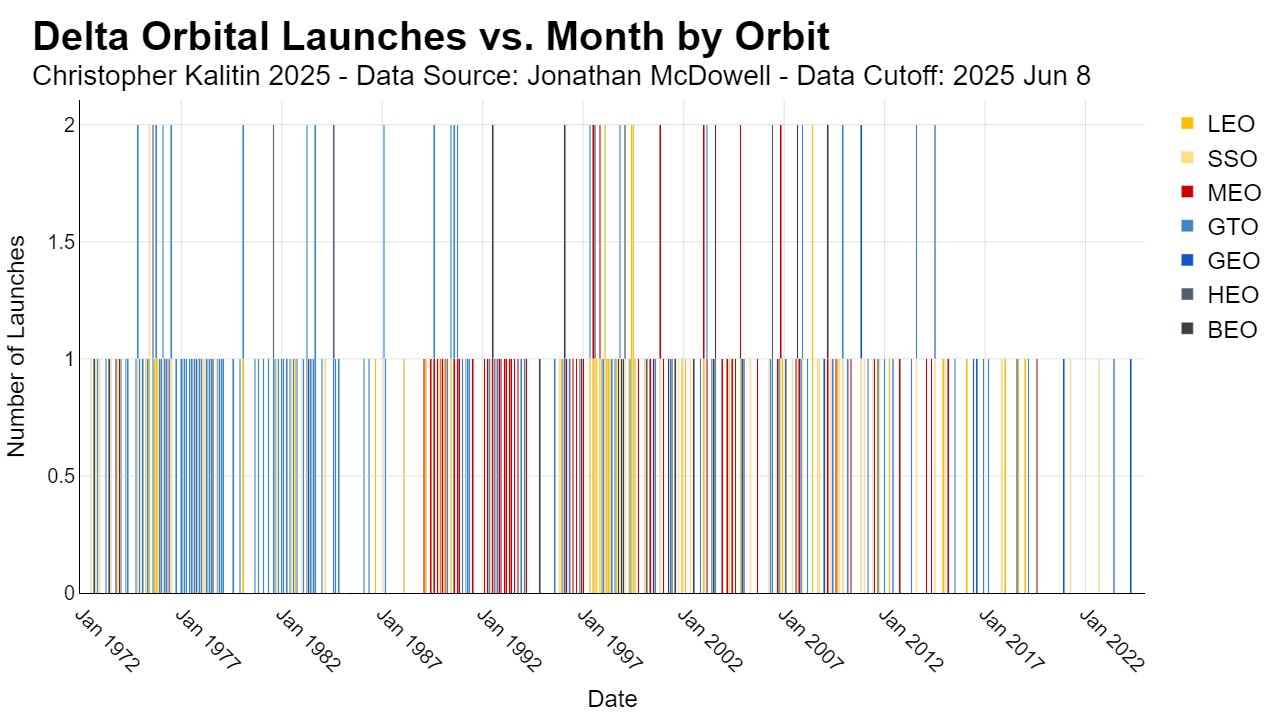 Delta Orbital Launches vs. Month by Orbit
Christopher Kalitin 2025 - Data Source: Jonathan McDowell - Data Cutoff: 2025 Jun 8
Number of Launches
2
1.5
1
0.5
0
Jan 1972
Jan 1977
Jan 1982
Jan 1987
Jan 1992
Jan 1997
Jan 2002
Jan 2007
Jan 2012
Jan 2017
Jan 2022
Date
LEO
SSO
MEO
GTO
GEO
HEO
BEO